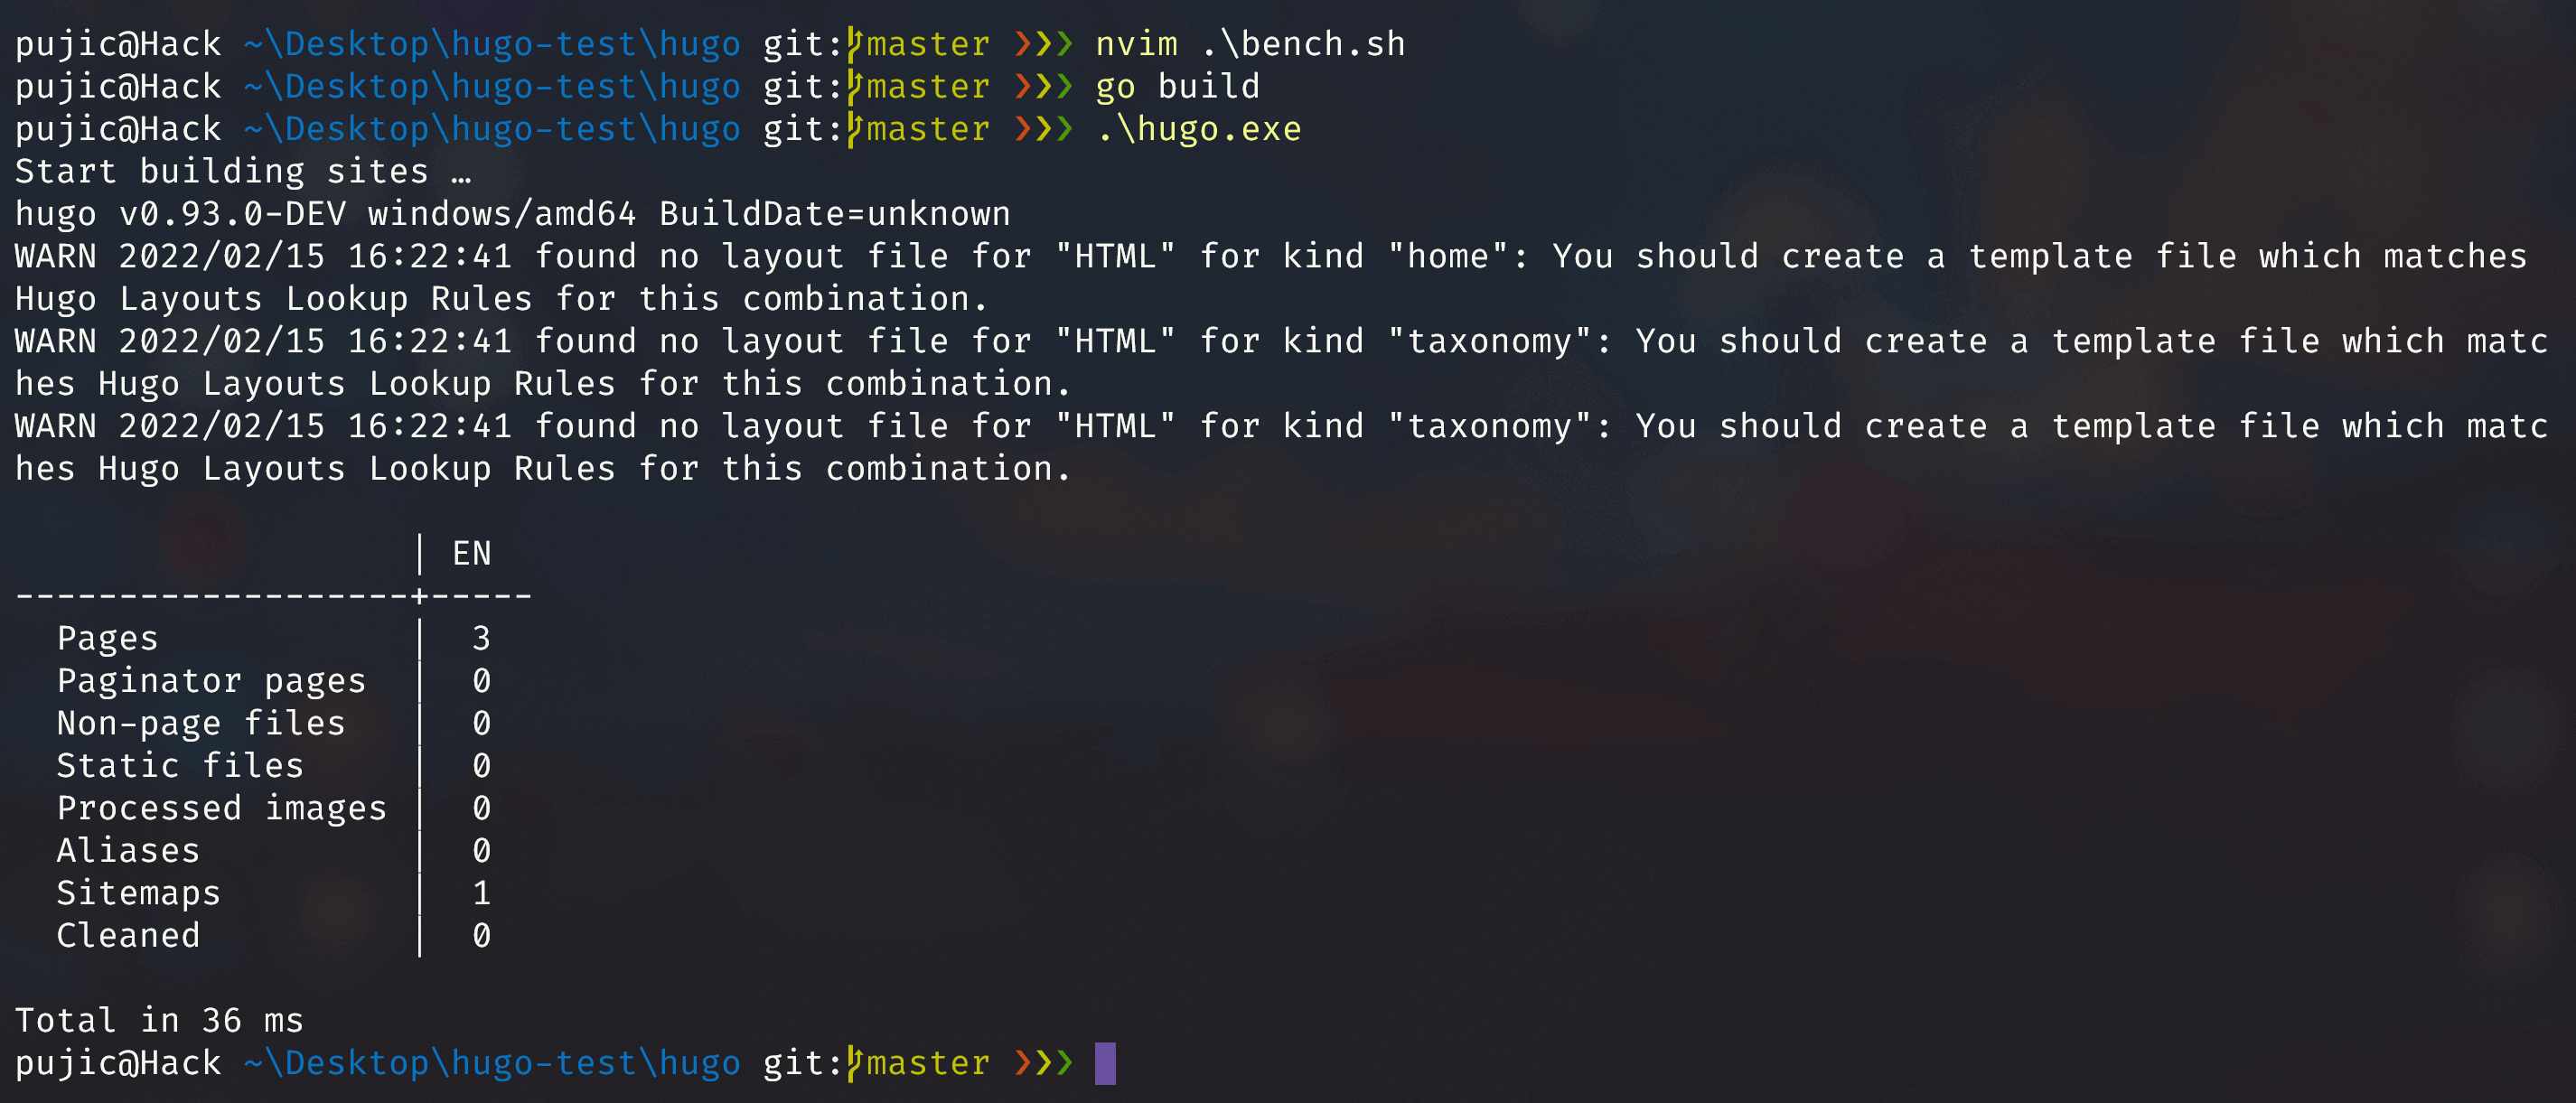 pujic@Hack ~\Desktop\hugo-test\hugo git:master ❯❯❯ nvim .\bench.sh
pujic@Hack ~\Desktop\hugo-test\hugo git:master ❯❯❯ go build
pujic@Hack ~\Desktop\hugo-test\hugo git:master ❯❯❯ .\hugo.exe
Start building sites …
hugo v0.93.0-DEV windows/amd64 BuildDate=unknown
WARN 2022/02/15 16:22:41 found no layout file for "HTML" for kind "home": You should create a template file which matches
Hugo Layouts Lookup Rules for this combination.
WARN 2022/02/15 16:22:41 found no layout file for "HTML" for kind "taxonomy": You should create a template file which matc
hes Hugo Layouts Lookup Rules for this combination.
WARN 2022/02/15 16:22:41 found no layout file for "HTML" for kind "taxonomy": You should create a template file which matc
hes Hugo Layouts Lookup Rules for this combination.
                   | EN
-------------------+-----
  Pages            |  3
  Paginator pages  |  0
  Non-page files   |  0
  Static files     |  0
  Processed images |  0
  Aliases          |  0
  Sitemaps         |  1
  Cleaned          |  0
Total in 36 ms
pujic@Hack ~\Desktop\hugo-test\hugo git:master ❯❯❯